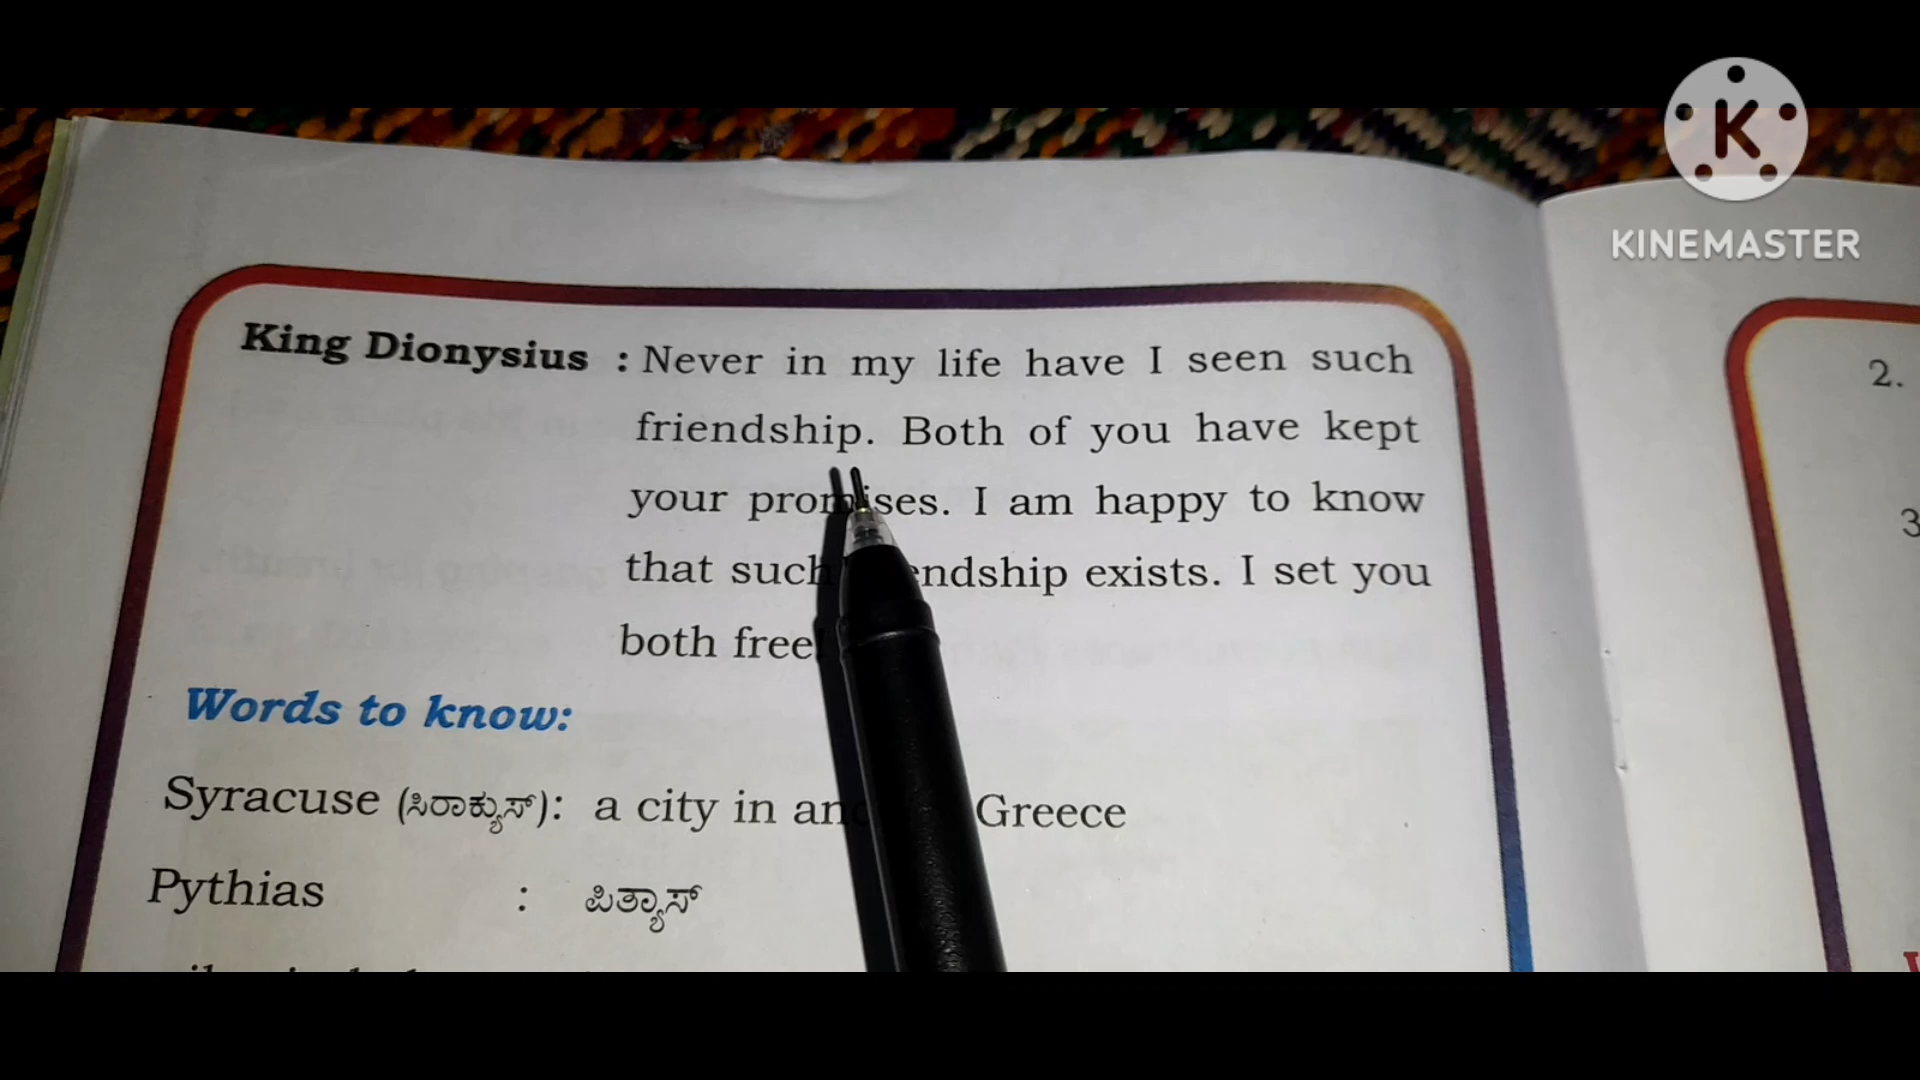 K
KINEMASTER
King Dionysius : Never in my life have I seen such
friendship. Both of you have kept
your promises. I am happy to know
that such friendship exists. I set you
both free
Words to know:
Syracuse (ಸಿರಾಕ್ಯುಸ್): a city in Greece
Pythias : ಪಿತ್ಯಾಸ್
2.
3